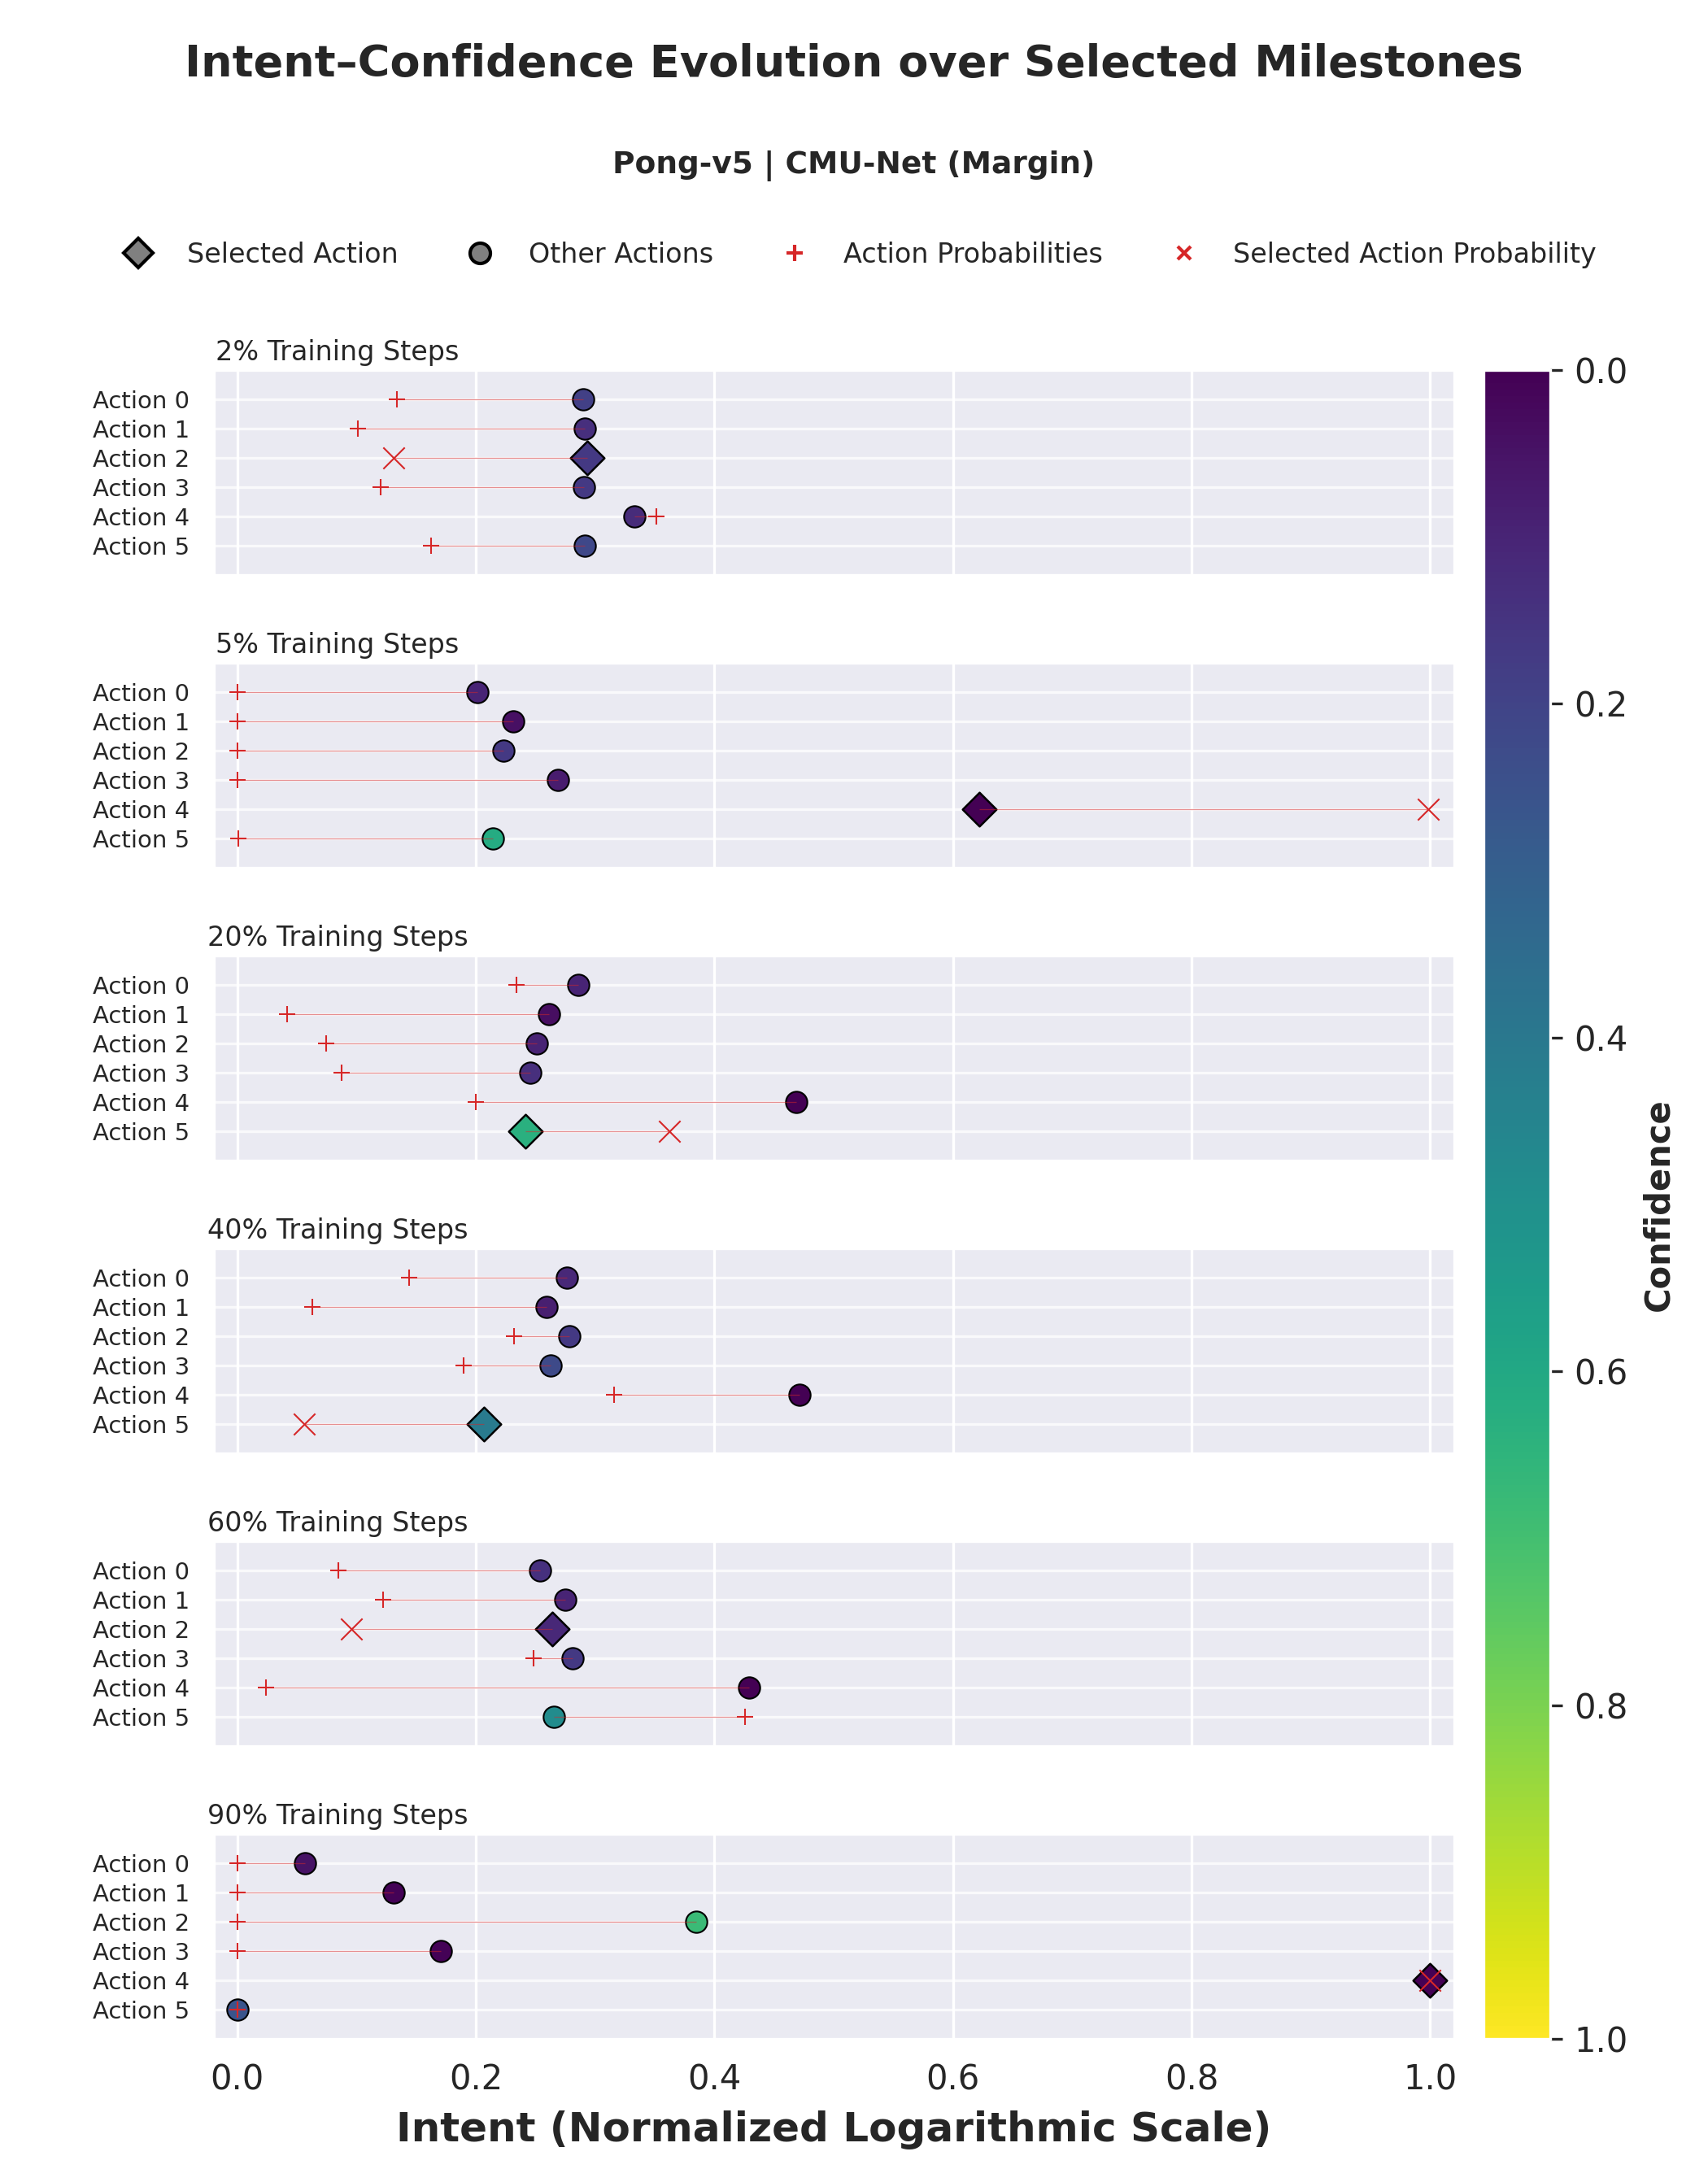 Intent–Confidence Evolution over Selected Milestones
Pong-v5 | CMU-Net (Margin)
Selected Action
Other Actions
Action Probabilities
Selected Action Probability
2% Training Steps
Action 0
Action 1
Action 2
Action 3
Action 4
Action 5
5% Training Steps
Action 0
Action 1
Action 2
Action 3
Action 4
Action 5
20% Training Steps
Action 0
Action 1
Action 2
Action 3
Action 4
Action 5
40% Training Steps
Action 0
Action 1
Action 2
Action 3
Action 4
Action 5
60% Training Steps
Action 0
Action 1
Action 2
Action 3
Action 4
Action 5
90% Training Steps
Action 0
Action 1
Action 2
Action 3
Action 4
Action 5
0.0 0.2 0.4 0.6 0.8 1.0
Intent (Normalized Logarithmic Scale)
0.0
0.2
0.4
0.6
0.8
1.0
Confidence